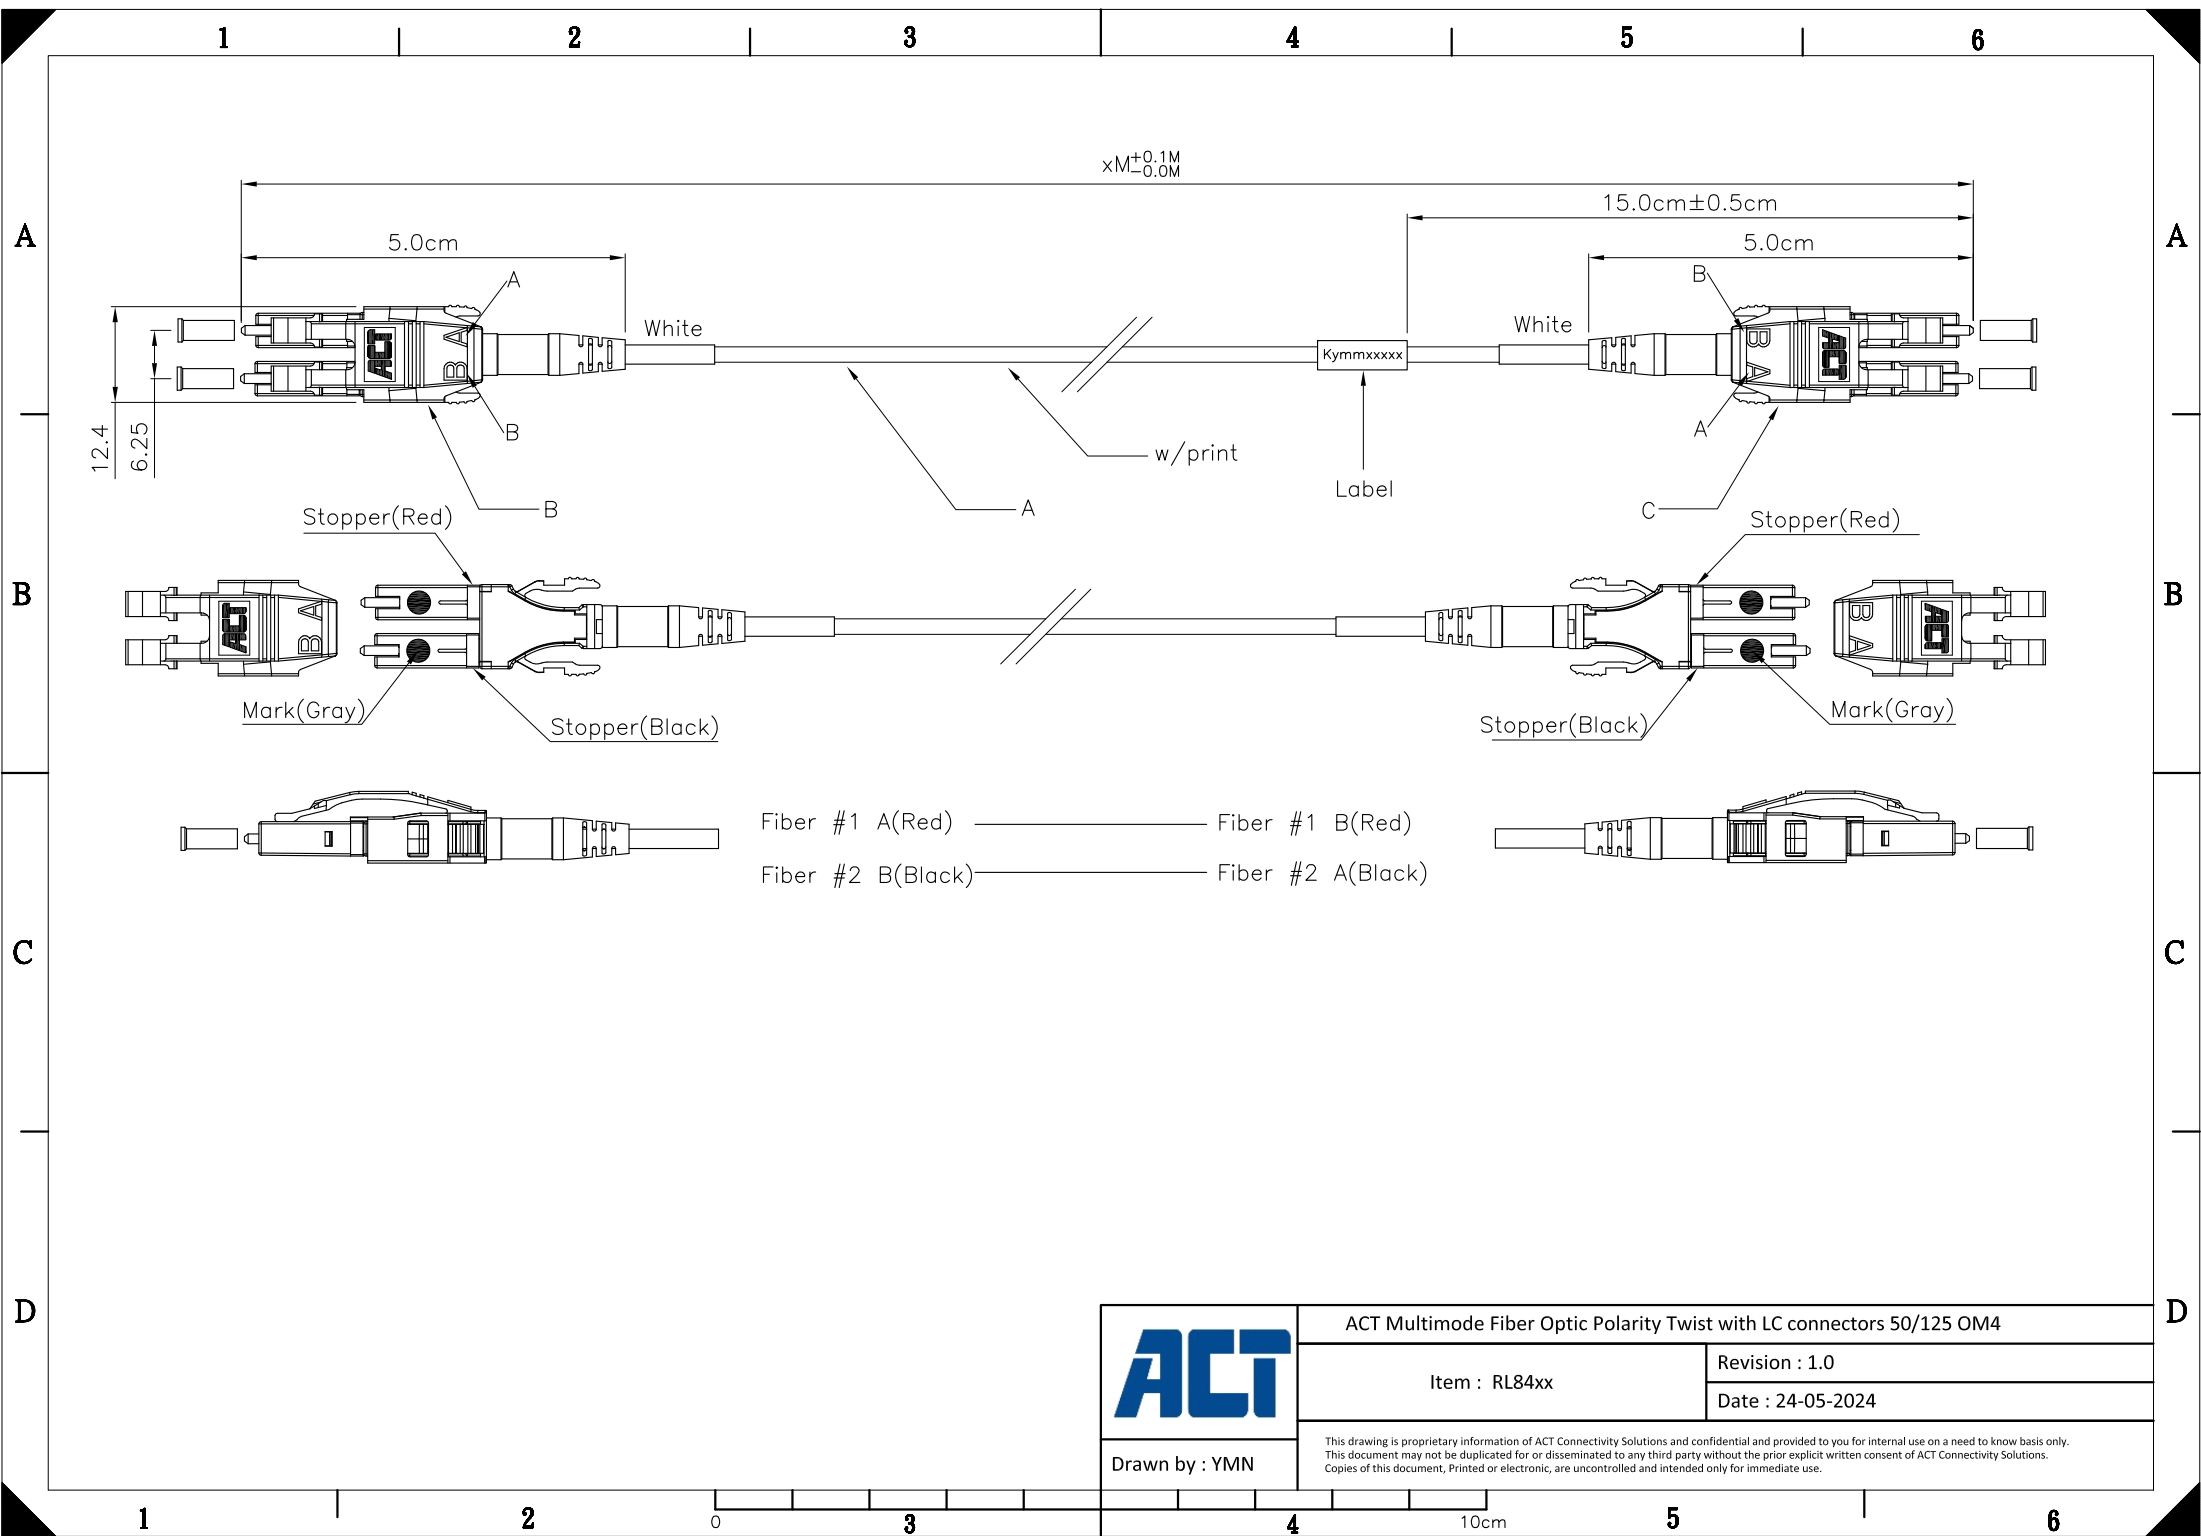 1 2 3 4 5 6
xM+0.1M
-0.0M
15.0cm±0.5cm
A
A
5.0cm
5.0cm
A
B
White
White
B A
ACT
Kymmxxxxx
B A
ACT
12.4
6.25
B
A
w/print
Label
B
A
C
Stopper(Red)
Stopper(Red)
B
B
ACT
B A
B A
ACT
Mark(Gray)
Stopper(Black)
Stopper(Black)
Mark(Gray)
Fiber #1 A(Red)
Fiber #1 B(Red)
Fiber #2 B(Black)
Fiber #2 A(Black)
C
C
D
D
ACT
ACT Multimode Fiber Optic Polarity Twist with LC connectors 50/125 OM4
Item : RL84xx
Revision : 1.0
Date : 24-05-2024
Drawn by : YMN
This drawing is proprietary information of ACT Connectivity Solutions and confidential and provided to you for internal use on a need to know basis only.
This document may not be duplicated for or disseminated to any third party without the prior explicit written consent of ACT Connectivity Solutions.
Copies of this document, Printed or electronic, are uncontrolled and intended only for immediate use.
1 2 3 4 5 6
0 10cm